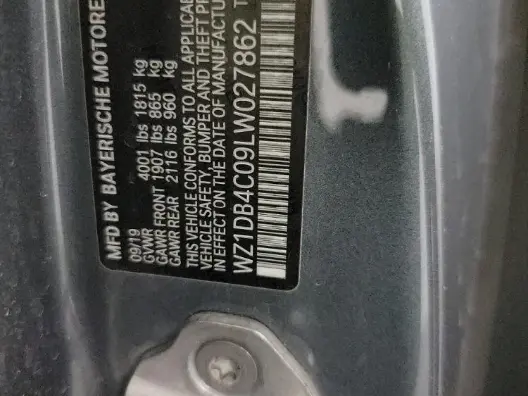 MFD BY BAYERISCHE MOTORE
09/19
GVWR 4001 lbs 1815 kg
GAWR FRONT 1907 lbs 865 kg
GAWR REAR 2116 lbs 960 kg
THIS VEHICLE CONFORMS TO ALL APPLICA
VEHICLE SAFETY, BUMPER AND THEFT PR
IN EFFECT ON THE DATE OF MANUFACTUR
WZ1DB4C09LW027862 T